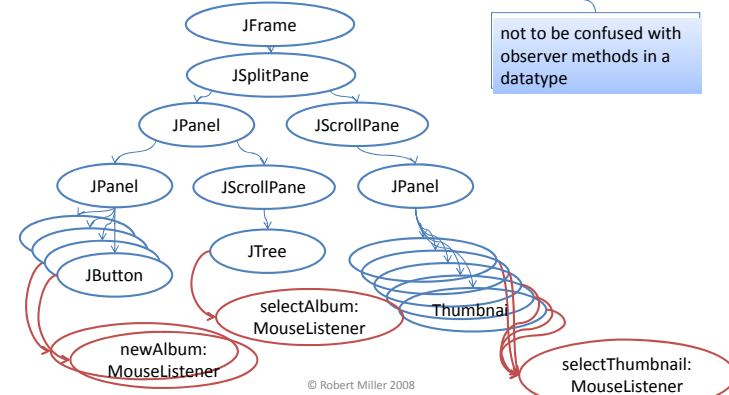 JFrame
not to be confused with
observer methods in a
datatype
JSplitPane
JPanel
JScrollPane
JPanel
JScrollPane
JPanel
JTree
JButton
selectAlbum:
MouseListener
Thumbnai
newAlbum:
MouseListener
selectThumbnail:
MouseListener
© Robert Miller 2008